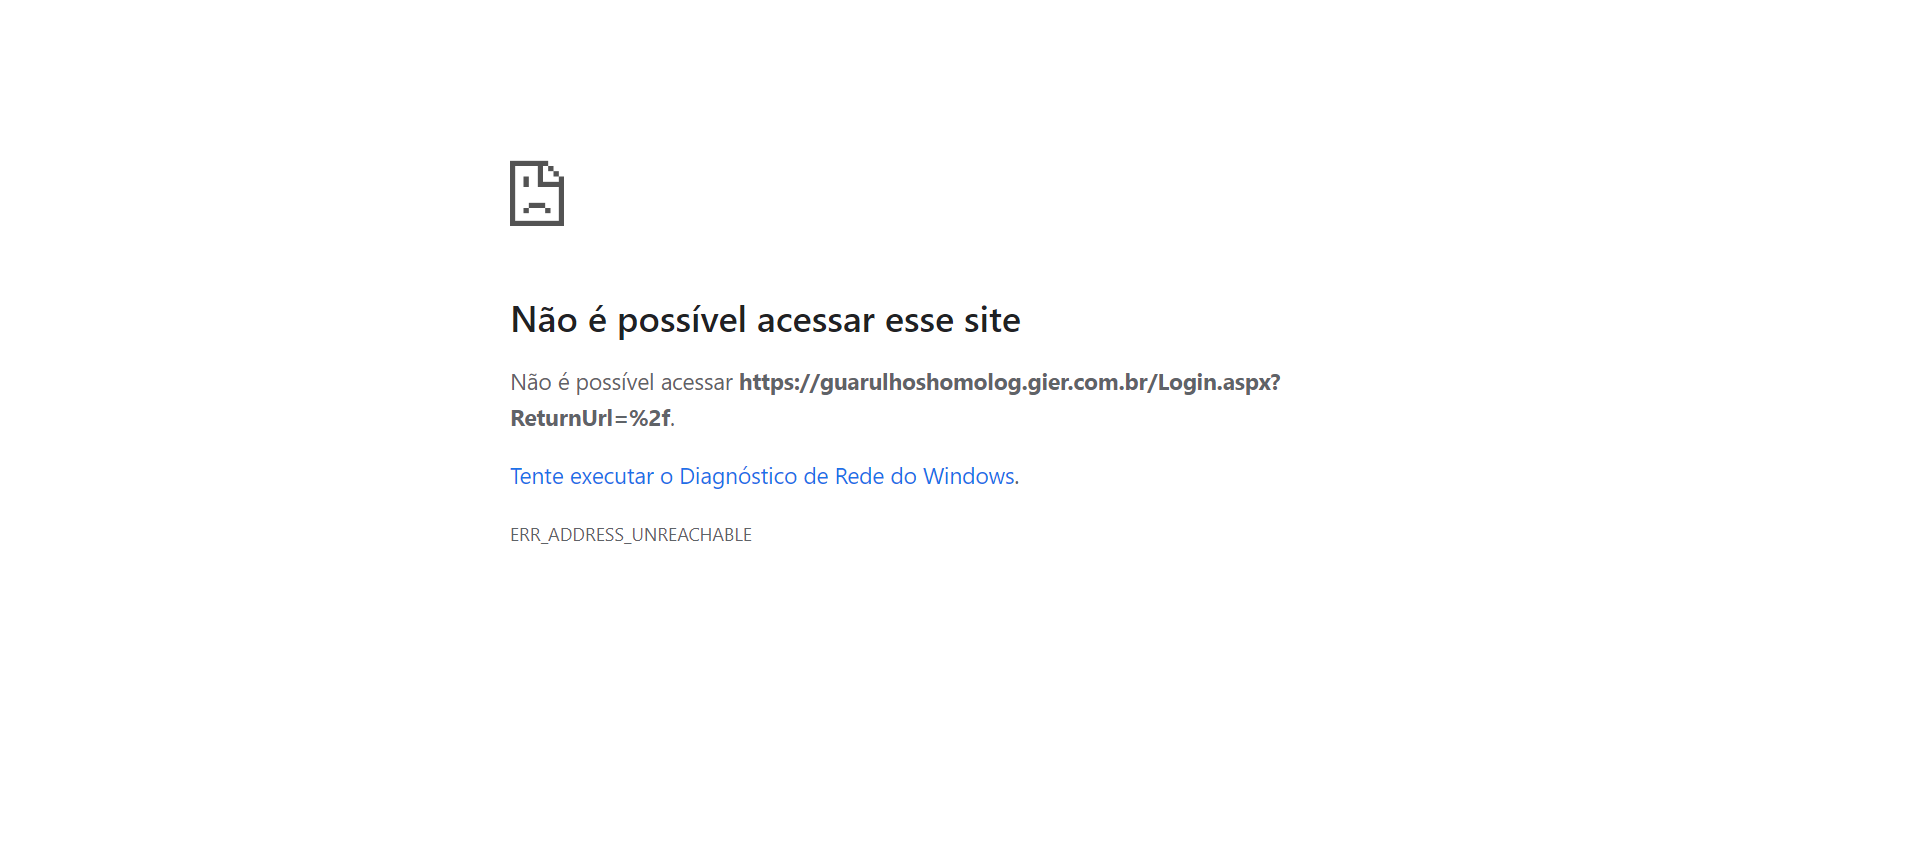 Não é possível acessar esse site
Não é possível acessar https://guarulhoshomolog.gier.com.br/Login.aspx?
ReturnUrl=%2f.
Tente executar o Diagnóstico de Rede do Windows.
ERR_ADDRESS_UNREACHABLE